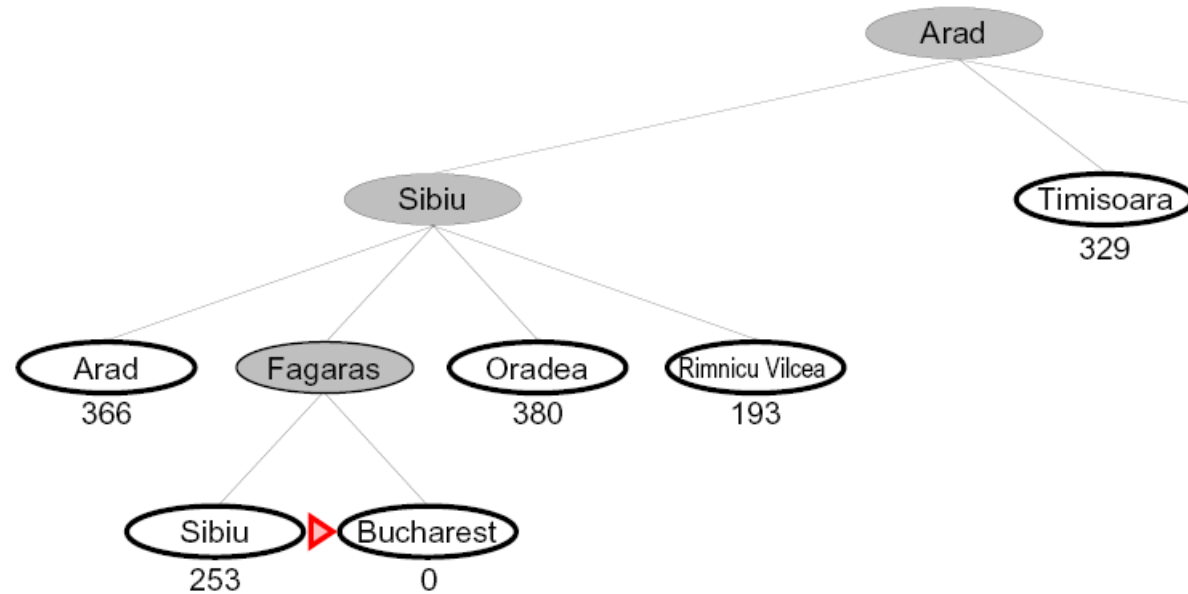 Arad
Sibiu
Timisoara
329
Arad
Fagaras
Oradea
Rimnicu Vilcea
366
380
193
Sibiu
Bucharest
253
0